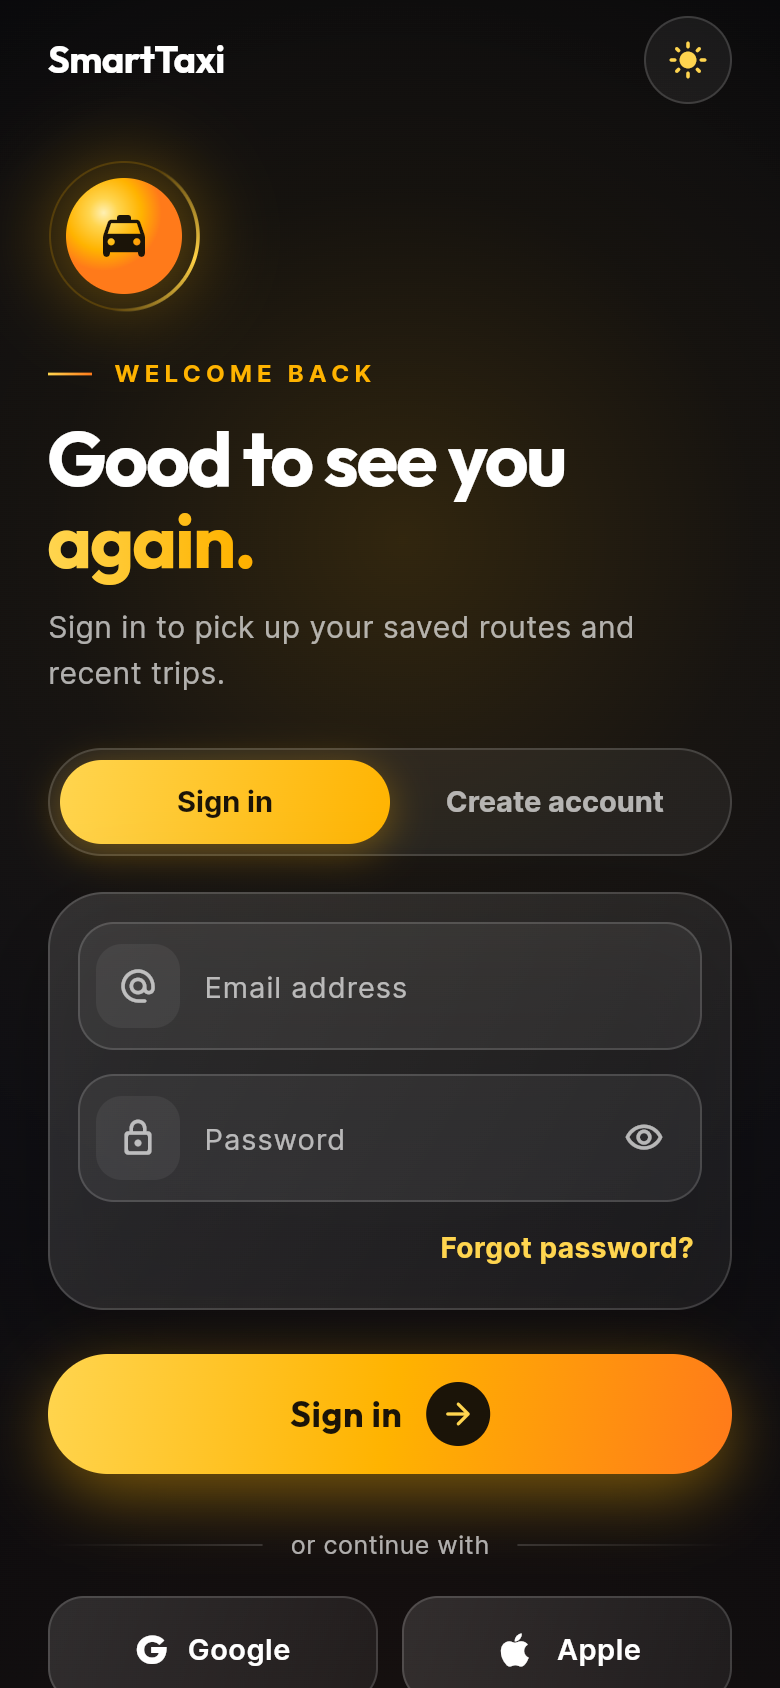 SmartTaxi
WELCOME BACK
Good to see you
again.
Sign in to pick up your saved routes and
recent trips.
Sign in
Create account
Email address
Password
Forgot password?
Sign in
or continue with
Google
Apple